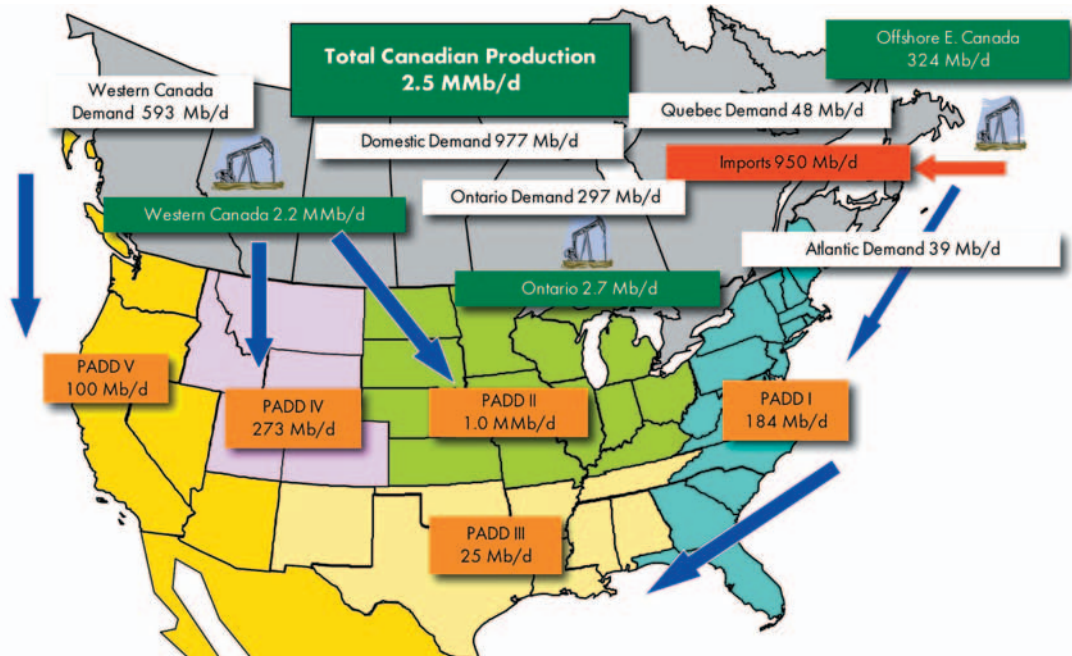 Total Canadian Production
2.5 MMb/d
Offshore E. Canada
324 Mb/d
Western Canada
Demand 593 Mb/d
Quebec Demand 48 Mb/d
Domestic Demand 977 Mb/d
Imports 950 Mb/d
Ontario Demand 297 Mb/d
Western Canada 2.2 MMb/d
Atlantic Demand 39 Mb/d
Ontario 2.7 Mb/d
PADD V
100 Mb/d
PADD IV
273 Mb/d
PADD II
1.0 MMb/d
PADD I
184 Mb/d
PADD III
25 Mb/d